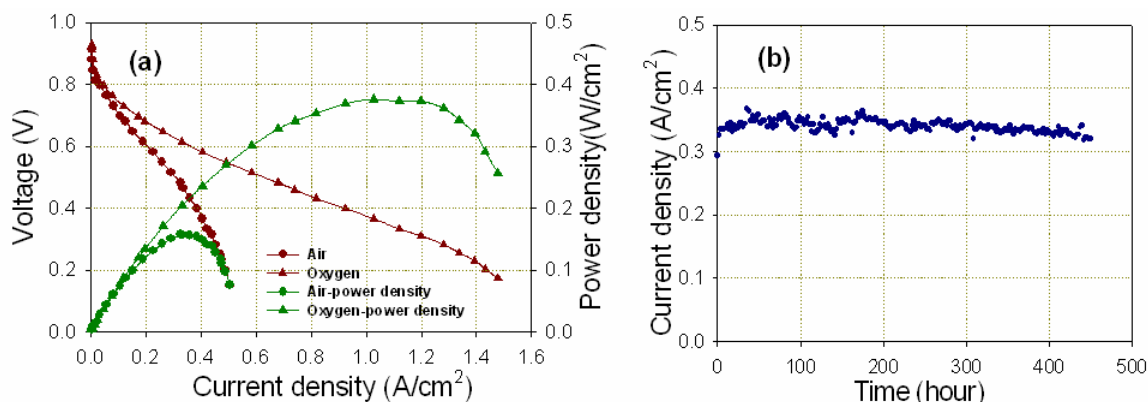 (a)
Voltage (V)
1.0
0.8
0.6
0.4
0.2
0.0
0.0 0.2 0.4 0.6 0.8 1.0 1.2 1.4 1.6
Current density (A/cm²)
0.5
0.4
0.3
0.2
0.1
0.0
Power density(W/cm²)
Air
Oxygen
Air-power density
Oxygen-power density
(b)
Current density (A/cm²)
0.5
0.4
0.3
0.2
0.1
0.0
0 100 200 300 400 500
Time (hour)